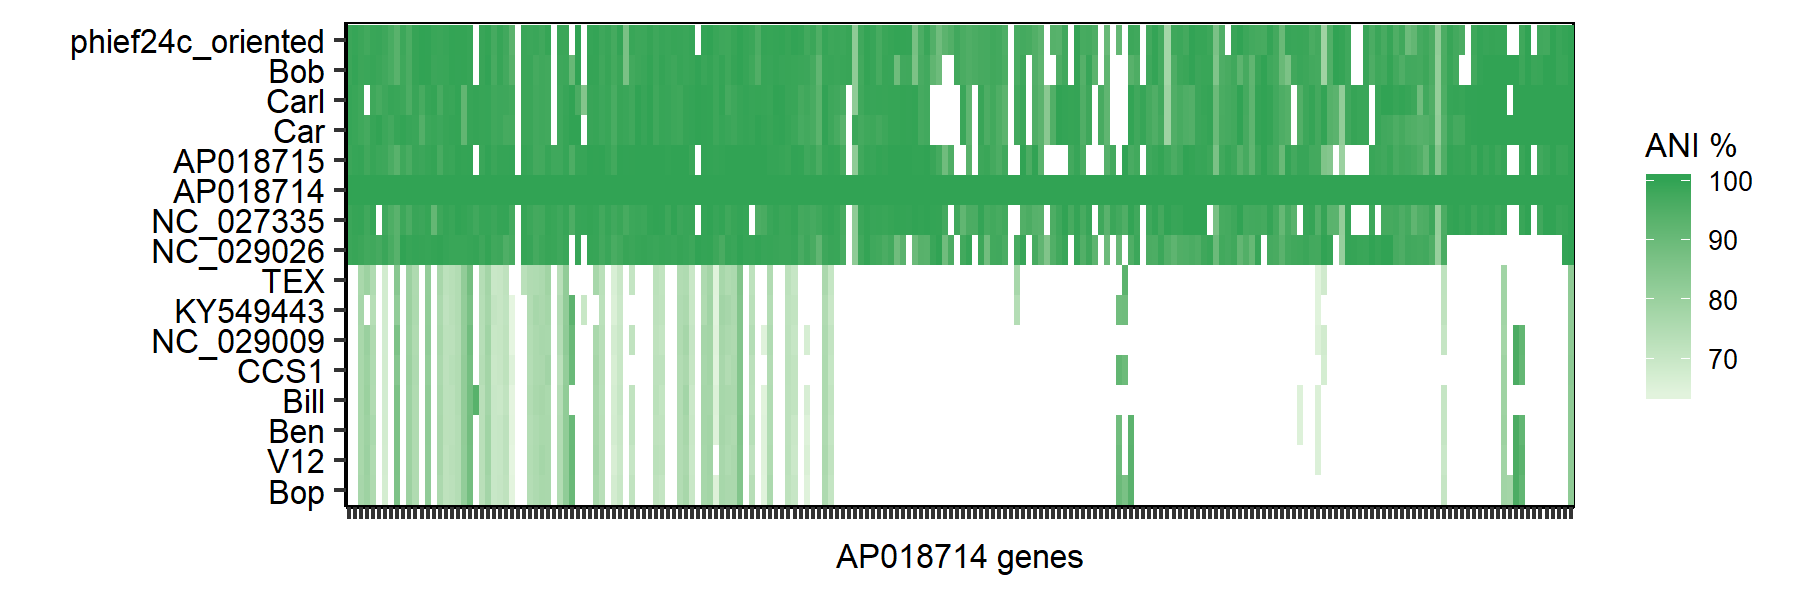 phief24c_oriented
Bob
Carl
Car
AP018715
AP018714
NC_027335
NC_029026
TEX
KY549443
NC_029009
CCS1
Bill
Ben
V12
Bop
AP018714 genes
ANI %
100
90
80
70